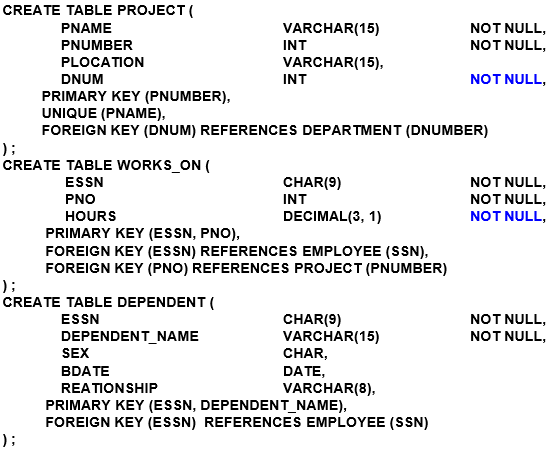 CREATE TABLE PROJECT (
PNAME VARCHAR(15) NOT NULL,
PNUMBER INT NOT NULL,
PLOCATION VARCHAR(15),
DNUM INT NOT NULL,
PRIMARY KEY (PNUMBER),
UNIQUE (PNAME),
FOREIGN KEY (DNUM) REFERENCES DEPARTMENT (DNUMBER)
) ;
CREATE TABLE WORKS_ON (
ESSN CHAR(9) NOT NULL,
PNO INT NOT NULL,
HOURS DECIMAL(3, 1) NOT NULL,
PRIMARY KEY (ESSN, PNO),
FOREIGN KEY (ESSN) REFERENCES EMPLOYEE (SSN),
FOREIGN KEY (PNO) REFERENCES PROJECT (PNUMBER)
) ;
CREATE TABLE DEPENDENT (
ESSN CHAR(9) NOT NULL,
DEPENDENT_NAME VARCHAR(15) NOT NULL,
SEX CHAR,
BDATE DATE,
REATIONSHIP VARCHAR(8),
PRIMARY KEY (ESSN, DEPENDENT_NAME),
FOREIGN KEY (ESSN) REFERENCES EMPLOYEE (SSN)
) ;